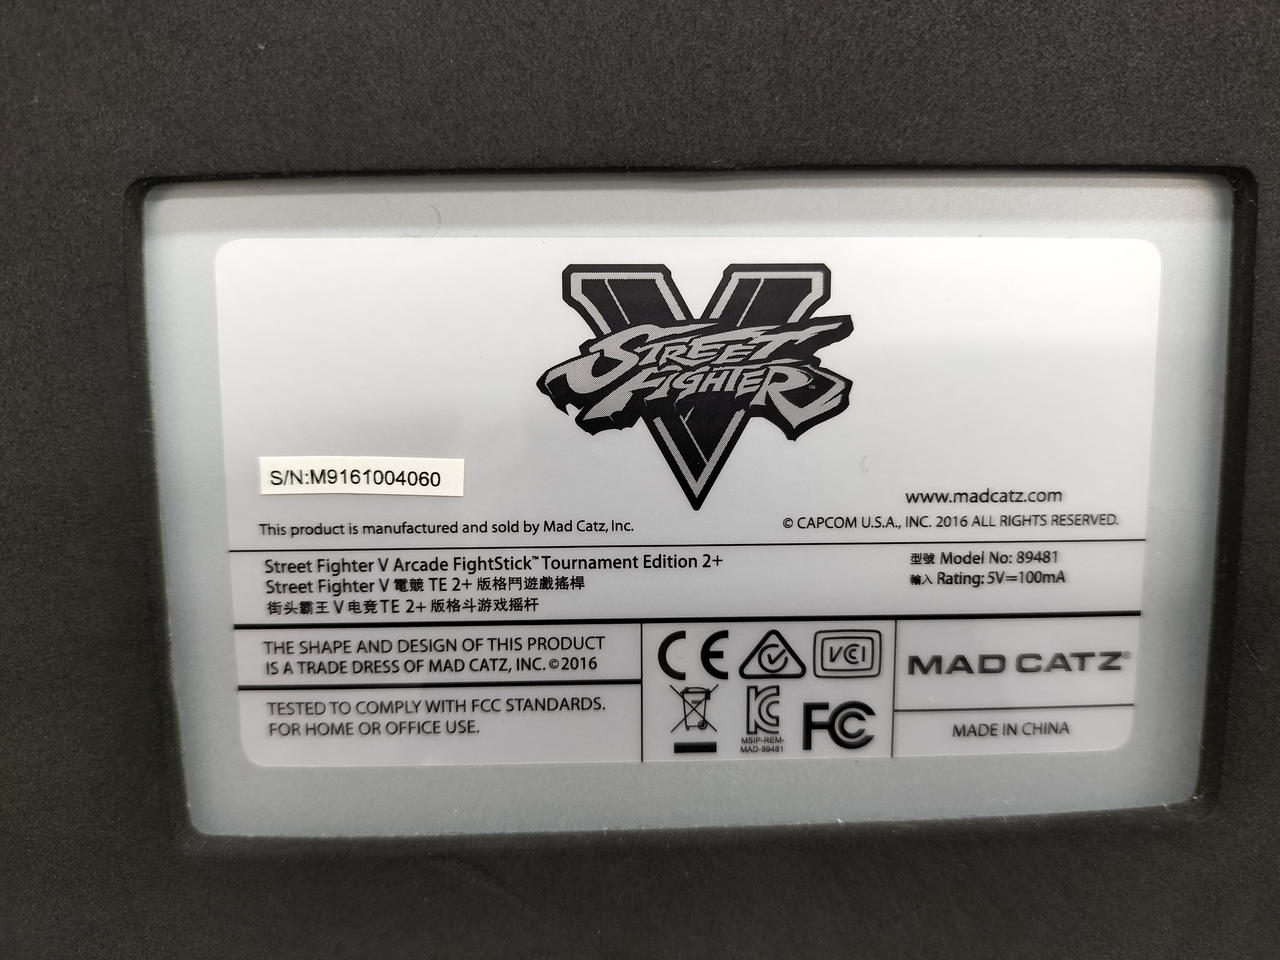 V
STREET
FIGHTER
S/N:M9161004060
www.madcatz.com
This product is manufactured and sold by Mad Catz, Inc.
© CAPCOM U.S.A., INC. 2016 ALL RIGHTS RESERVED.
Street Fighter V Arcade FightStick™ Tournament Edition 2+
Street Fighter V 電競 TE 2+ 版格鬥遊戲搖桿
街头霸王 V 电竞 TE 2+ 版格斗游戏摇杆
型號 Model No: 89481
輸入 Rating: 5V⎓100mA
THE SHAPE AND DESIGN OF THIS PRODUCT
IS A TRADE DRESS OF MAD CATZ, INC. © 2016
TESTED TO COMPLY WITH FCC STANDARDS.
FOR HOME OR OFFICE USE.
CE
VCCI
KC
MSIP-REM-
MAD-89481
FC
MAD CATZ®
MADE IN CHINA